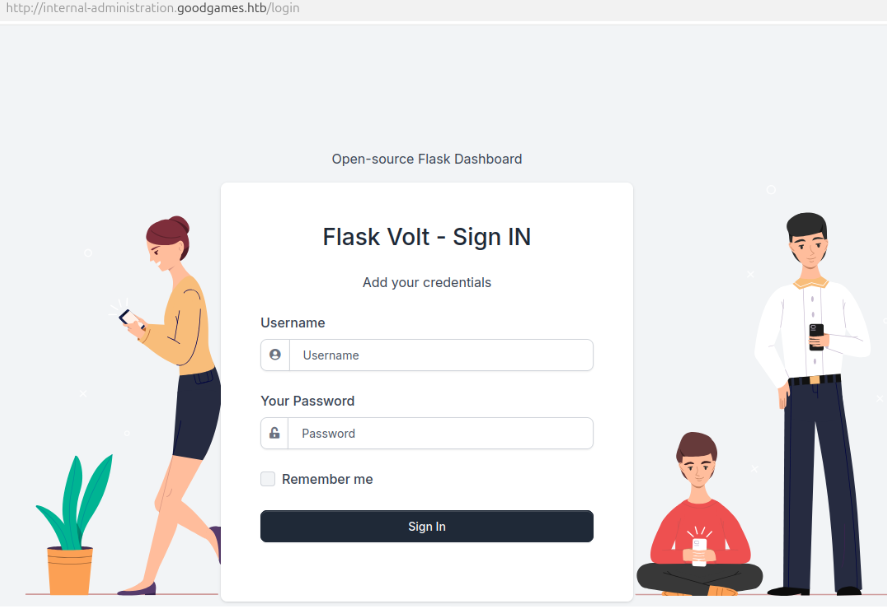 http://internal-administration.goodgames.htb/login
Open-source Flask Dashboard
Flask Volt - Sign IN
Add your credentials
Username
Username
Your Password
Password
Remember me
Sign In